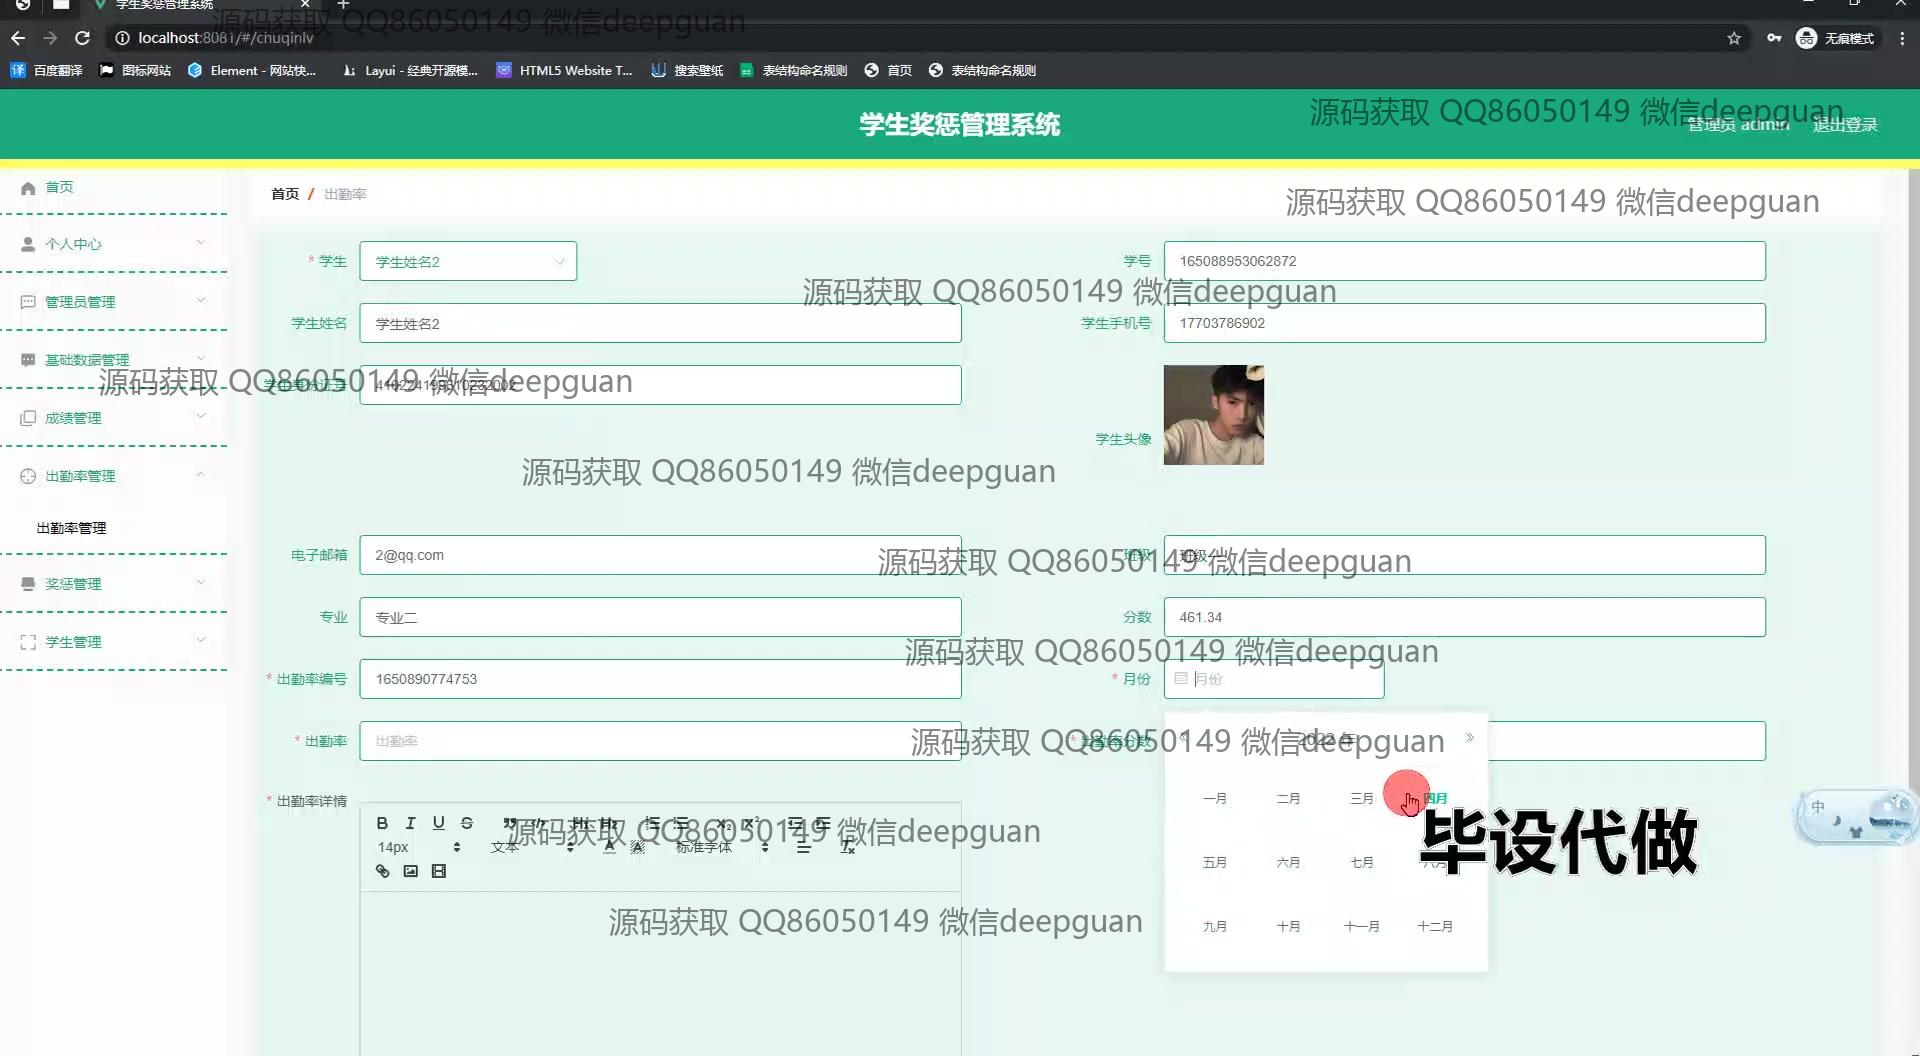 学生奖惩管理系统
源码获取 QQ86050149 微信deepguan
localhost:8081/#/chuqinlv
无痕模式
百度翻译
图标网站
Element - 网站快...
Layui - 经典开源模...
HTML5 Website T...
搜索壁纸
表结构命名规则
首页
表结构命名规则
学生奖惩管理系统
源码获取 QQ86050149 微信deepguan
管理员 admin
退出登录
首页
首页 / 出勤率
源码获取 QQ86050149 微信deepguan
个人中心
* 学生 学生姓名2
学号 165088953062872
源码获取 QQ86050149 微信deepguan
管理员管理
学生姓名 学生姓名2
学生手机号 17703786902
基础数据管理
源码获取 QQ86050149 微信deepguan
学生身份证号
成绩管理
学生头像
源码获取 QQ86050149 微信deepguan
出勤率管理
出勤率管理
电子邮箱 2@qq.com
班级
源码获取 QQ86050149 微信deepguan
奖惩管理
专业 专业二
分数 461.34
学生管理
源码获取 QQ86050149 微信deepguan
* 出勤率编号 1650890774753
* 月份 月份
* 出勤率 出勤率
* 出勤率分数
源码获取 QQ86050149 微信deepguan
2022 年
一月 二月 三月 四月
* 出勤率详情
中
源码获取 QQ86050149 微信deepguan
14px 文本 标准字体
毕设代做
五月 六月 七月 八月
九月 十月 十一月 十二月
源码获取 QQ86050149 微信deepguan